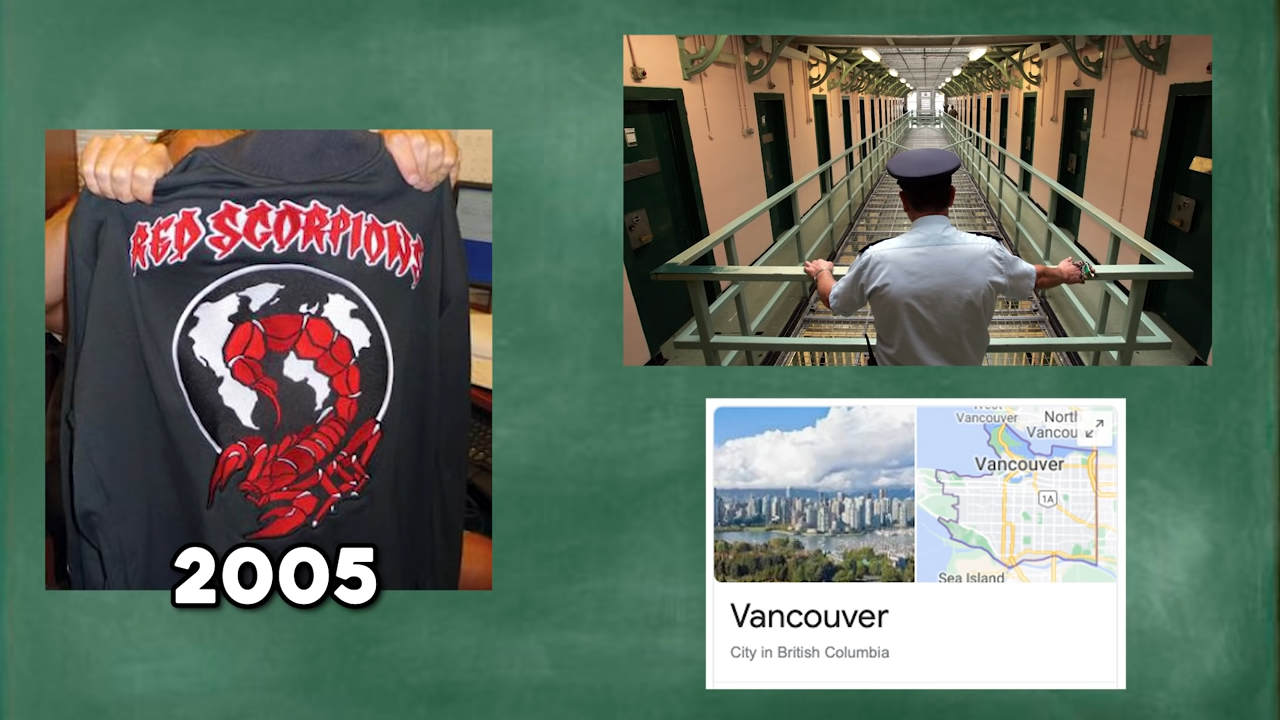 RED SCORPIONS
2005
West
Vancouver
North
Vancou
Vancouver
1A
Sea Island
Vancouver
City in British Columbia